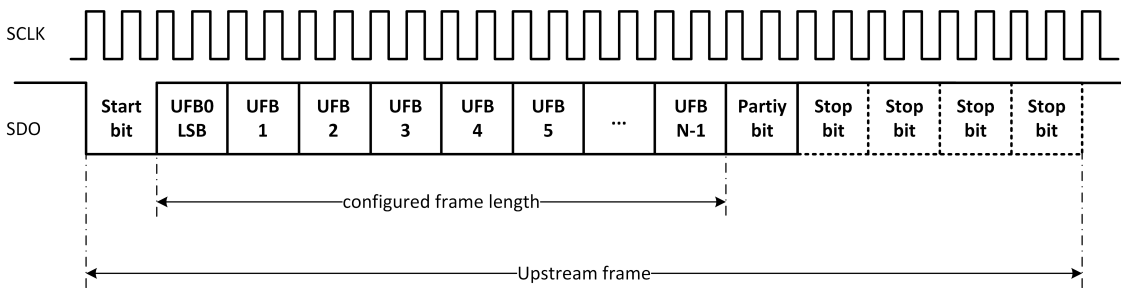 SCLK
SDO
Start
bit
UFB0
LSB
UFB
1
UFB
2
UFB
3
UFB
4
UFB
5
...
UFB
N-1
Partiy
bit
Stop
bit
Stop
bit
Stop
bit
Stop
bit
configured frame length
Upstream frame